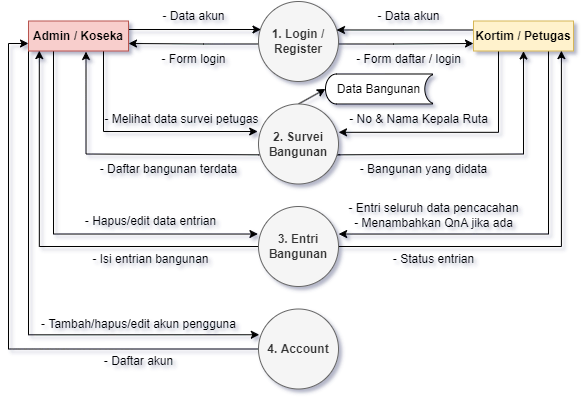 - Data akun
- Data akun
Admin / Koseka
1. Login /
Register
Kortim / Petugas
- Form login
- Form daftar / login
Data Bangunan
- Melihat data survei petugas
- No & Nama Kepala Ruta
2. Survei
Bangunan
- Daftar bangunan terdata
- Bangunan yang didata
- Entri seluruh data pencacahan
- Hapus/edit data entrian
- Menambahkan QnA jika ada
3. Entri
Bangunan
- Isi entrian bangunan
- Status entrian
- Tambah/hapus/edit akun pengguna
4. Account
- Daftar akun